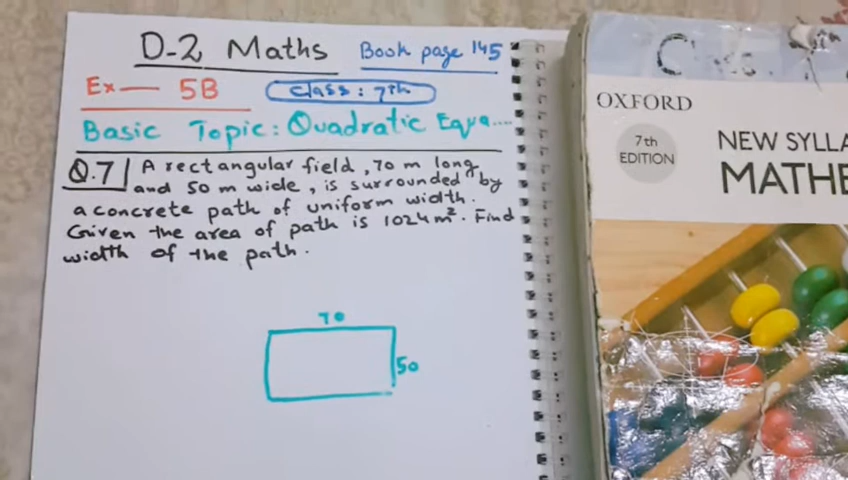 D-2 Maths Book page 145
Ex— 5B Class: 7th
Basic Topic: Quadratic Equa....
Q.7 A rectangular field, 70 m long
and 50 m wide, is surrounded by
a concrete path of uniform width.
Given the area of path is 1024 m². Find
width of the path.
70
50
OXFORD
7th
EDITION
NEW SYLLA
MATHE